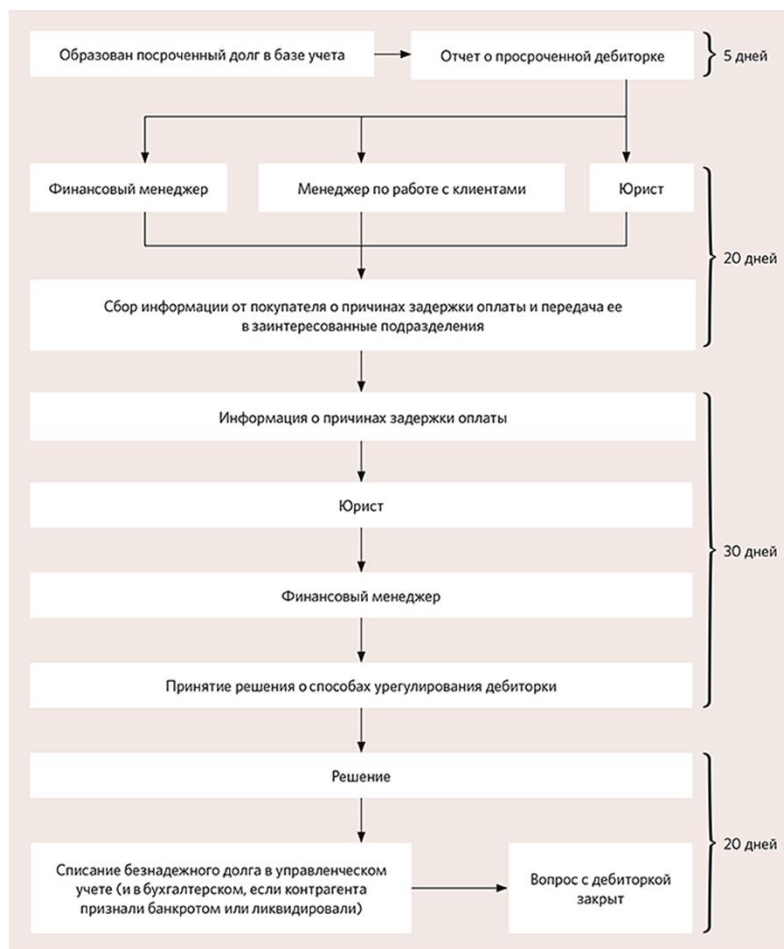 Образован посроченный долг в базе учета
Отчет о просроченной дебиторке
5 дней
Финансовый менеджер
Менеджер по работе с клиентами
Юрист
20 дней
Сбор информации от покупателя о причинах задержки оплаты и передача ее
в заинтересованные подразделения
Информация о причинах задержки оплаты
Юрист
30 дней
Финансовый менеджер
Принятие решения о способах урегулирования дебиторки
Решение
20 дней
Списание безнадежного долга в управленческом
учете (и в бухгалтерском, если контрагента
признали банкротом или ликвидировали)
Вопрос с дебиторкой
закрыт